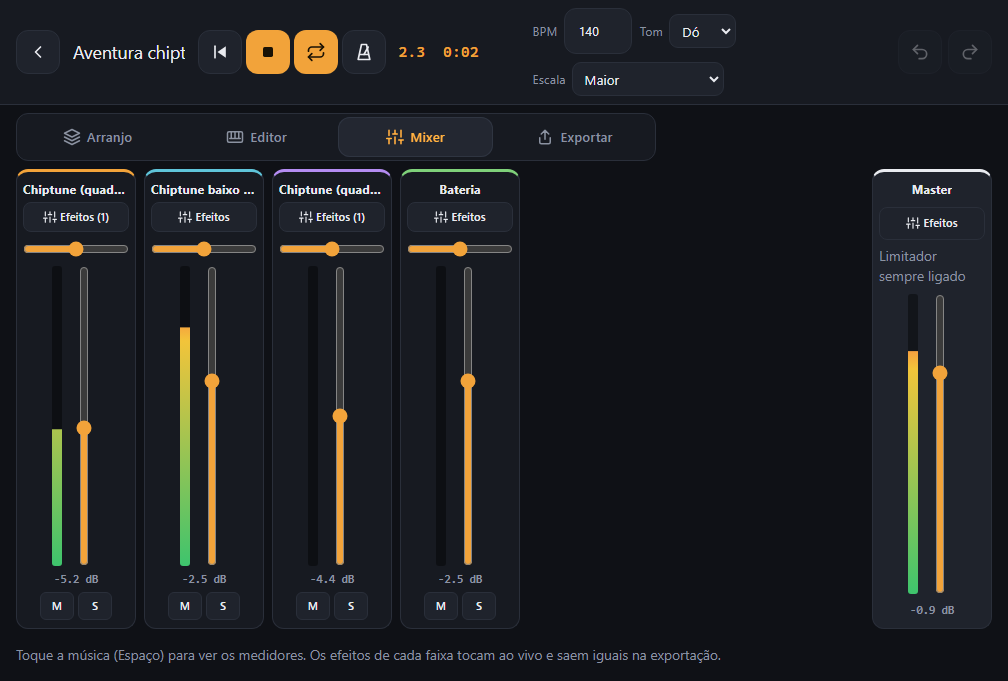 Aventura chipt
2.3 0:02
BPM 140 Tom Dó
Escala Maior
Arranjo Editor Mixer Exportar
Chiptune (quad... Chiptune baixo ... Chiptune (quad... Bateria Master
Efeitos (1) Efeitos Efeitos (1) Efeitos Efeitos
Limitador
sempre ligado
-5.2 dB -2.5 dB -4.4 dB -2.5 dB -0.9 dB
M S M S M S M S
Toque a música (Espaço) para ver os medidores. Os efeitos de cada faixa tocam ao vivo e saem iguais na exportação.